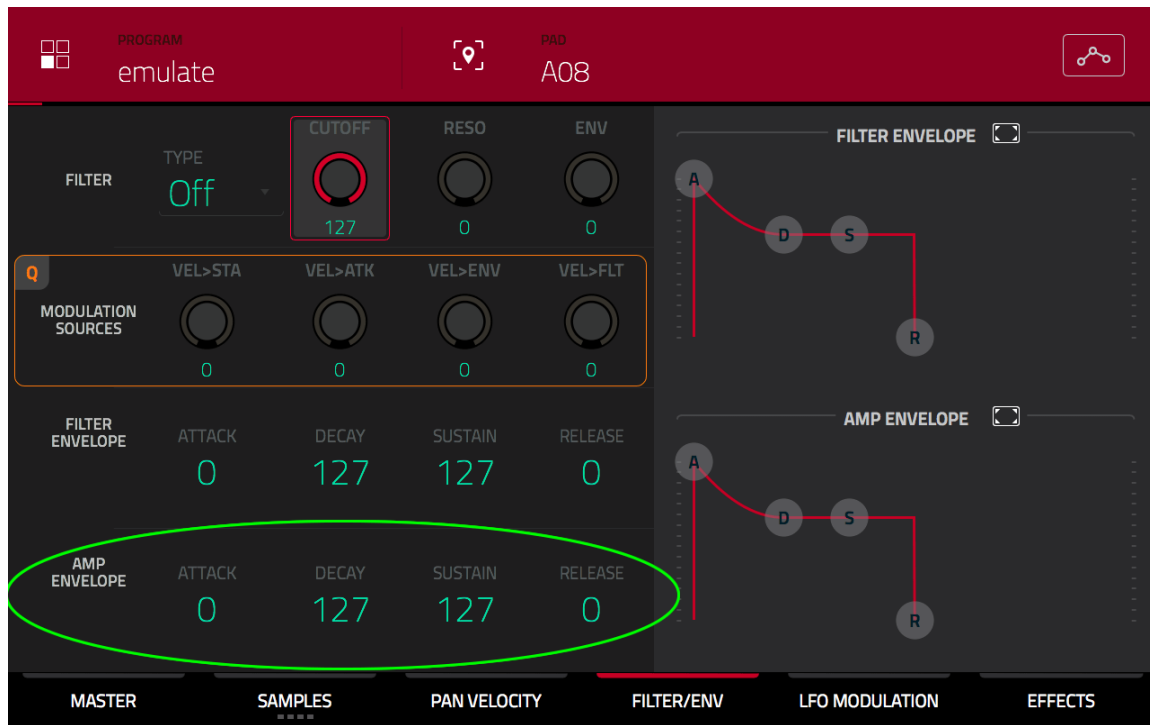 PROGRAM
emulate
PAD
A08
FILTER
TYPE
Off
CUTOFF
127
RESO
0
ENV
0
Q
MODULATION
SOURCES
VEL>STA
0
VEL>ATK
0
VEL>ENV
0
VEL>FLT
0
FILTER
ENVELOPE
ATTACK
0
DECAY
127
SUSTAIN
127
RELEASE
0
AMP
ENVELOPE
ATTACK
0
DECAY
127
SUSTAIN
127
RELEASE
0
FILTER ENVELOPE
A
D
S
R
AMP ENVELOPE
A
D
S
R
MASTER
SAMPLES
PAN VELOCITY
FILTER/ENV
LFO MODULATION
EFFECTS